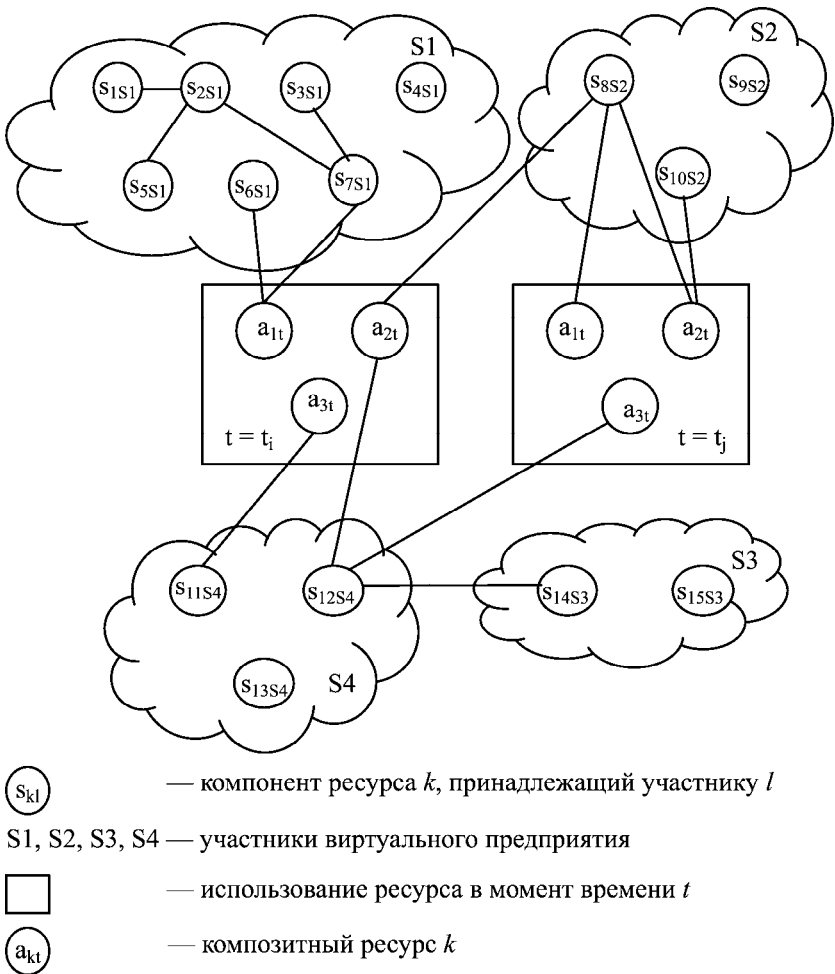 S1
S2
s1S1 s2S1 s3S1 s4S1
s8S2 s9S2
s5S1 s6S1 s7S1
s10S2
a1t a2t
a3t
t = ti
a1t a2t
a3t
t = tj
s11S4 s12S4
s13S4 S4
S3
s14S3 s15S3
skl — компонент ресурса k, принадлежащий участнику l
S1, S2, S3, S4 — участники виртуального предприятия
— использование ресурса в момент времени t
akt — композитный ресурс k